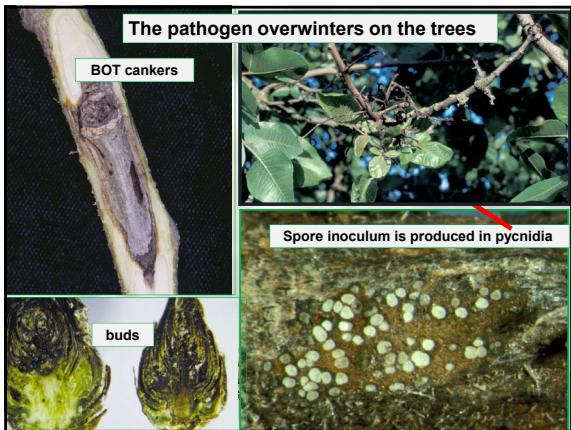 The pathogen overwinters on the trees
BOT cankers
Spore inoculum is produced in pycnidia
buds